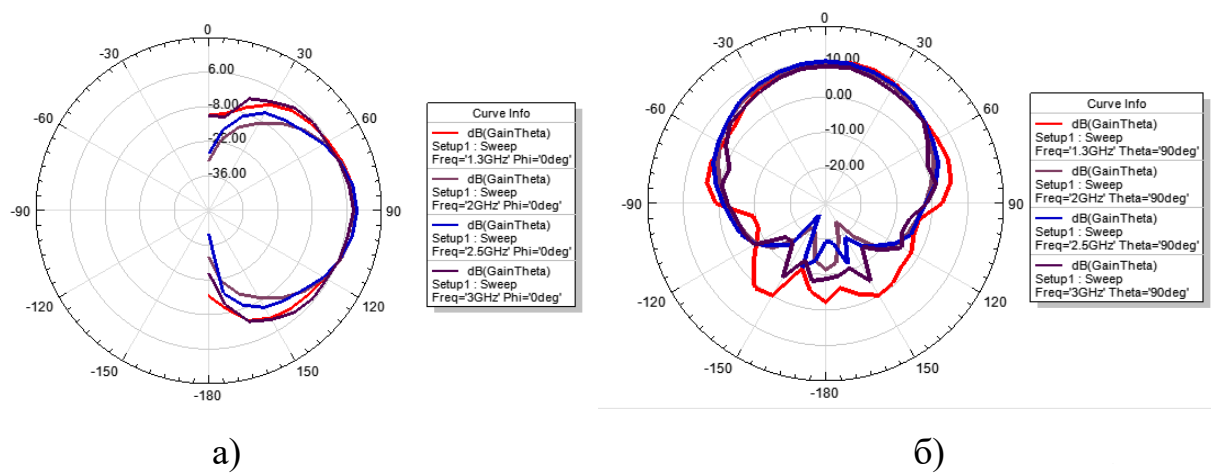 0
-30
30
6.00
-8.00
-22.00
-36.00
-60
60
-90
90
-120
120
-150
150
-180
Curve Info
dB(GainTheta)
Setup1 : Sweep
Freq='1.3GHz' Phi='0deg'
dB(GainTheta)
Setup1 : Sweep
Freq='2GHz' Phi='0deg'
dB(GainTheta)
Setup1 : Sweep
Freq='2.5GHz' Phi='0deg'
dB(GainTheta)
Setup1 : Sweep
Freq='3GHz' Phi='0deg'
а)
0
-30
30
10.00
0.00
-10.00
-20.00
-60
60
-90
90
-120
120
-150
150
-180
Curve Info
dB(GainTheta)
Setup1 : Sweep
Freq='1.3GHz' Theta='90deg'
dB(GainTheta)
Setup1 : Sweep
Freq='2GHz' Theta='90deg'
dB(GainTheta)
Setup1 : Sweep
Freq='2.5GHz' Theta='90deg'
dB(GainTheta)
Setup1 : Sweep
Freq='3GHz' Theta='90deg'
б)